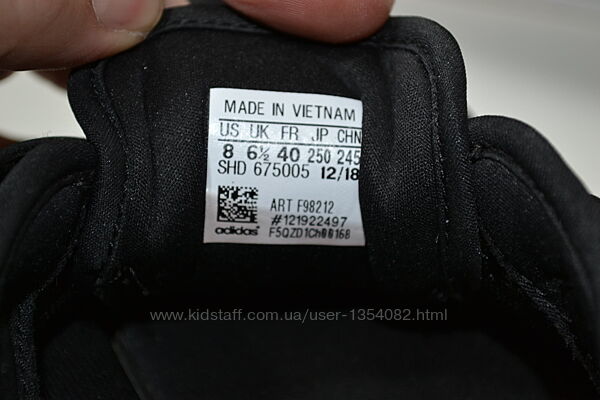 MADE IN VIETNAM
US UK FR JP CHN
8 6½ 40 250 245
SHD 675005 12/18
ART F98212
#121922497
adidas
www.kidstaff.com.ua/user-1354082.html